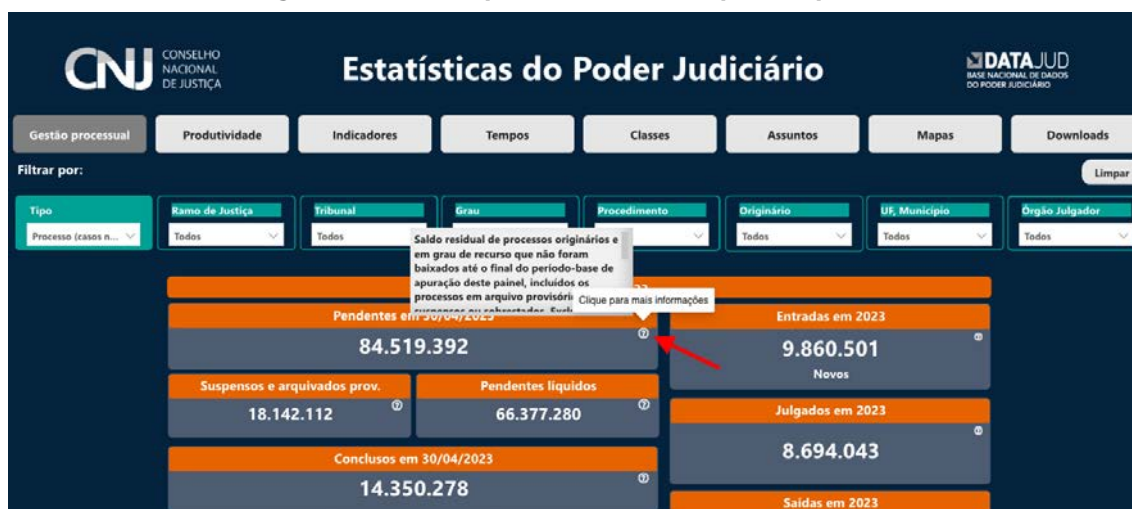 CNJ
CONSELHO
NACIONAL
DE JUSTIÇA
Estatísticas do Poder Judiciário
DATAJUD
BASE NACIONAL DE DADOS
DO PODER JUDICIÁRIO
Gestão processual
Produtividade
Indicadores
Tempos
Classes
Assuntos
Mapas
Downloads
Filtrar por:
Limpar
Tipo
Processo (casos n...
Ramo de Justiça
Todos
Tribunal
Todos
Grau
Procedimento
Originário
Todos
UF, Município
Todos
Órgão Julgador
Todos
Saldo residual de processos originários e
em grau de recurso que não foram
baixados até o final do período-base de
apuração deste painel, incluídos os
processos em arquivo
Clique para mais informações
Pendentes em 30/04/2023
84.519.392
Entradas em 2023
9.860.501
Novos
Suspensos e arquivados prov.
18.142.112
Pendentes líquidos
66.377.280
Julgados em 2023
8.694.043
Conclusos em 30/04/2023
14.350.278
Saídas em 2023